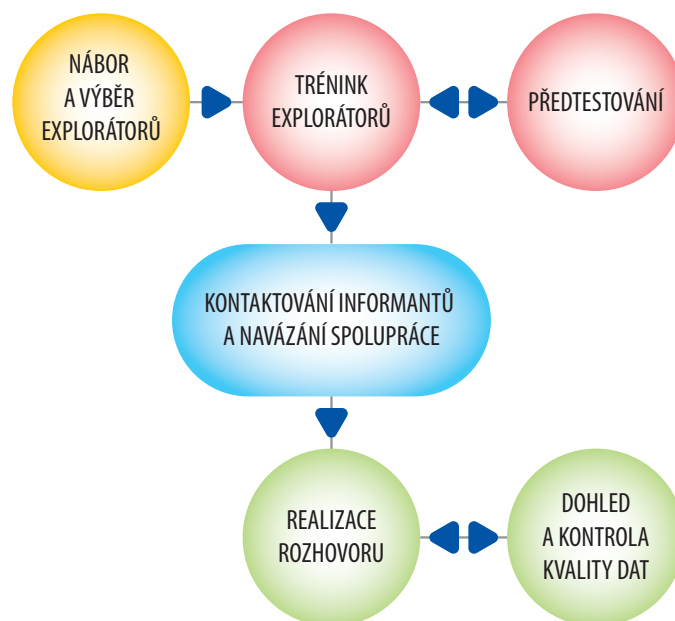 NÁBOR
A VÝBĚR
EXPLORÁTORŮ
TRÉNINK
EXPLORÁTORŮ
PŘEDTESTOVÁNÍ
KONTAKTOVÁNÍ INFORMANTŮ
A NAVÁZÁNÍ SPOLUPRÁCE
REALIZACE
ROZHOVORU
DOHLED
A KONTROLA
KVALITY DAT